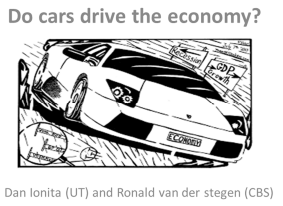 Do cars drive the economy?
Recession
GDP
Growth
ECONOMY
Dan Ionita (UT) and Ronald van der stegen (CBS)